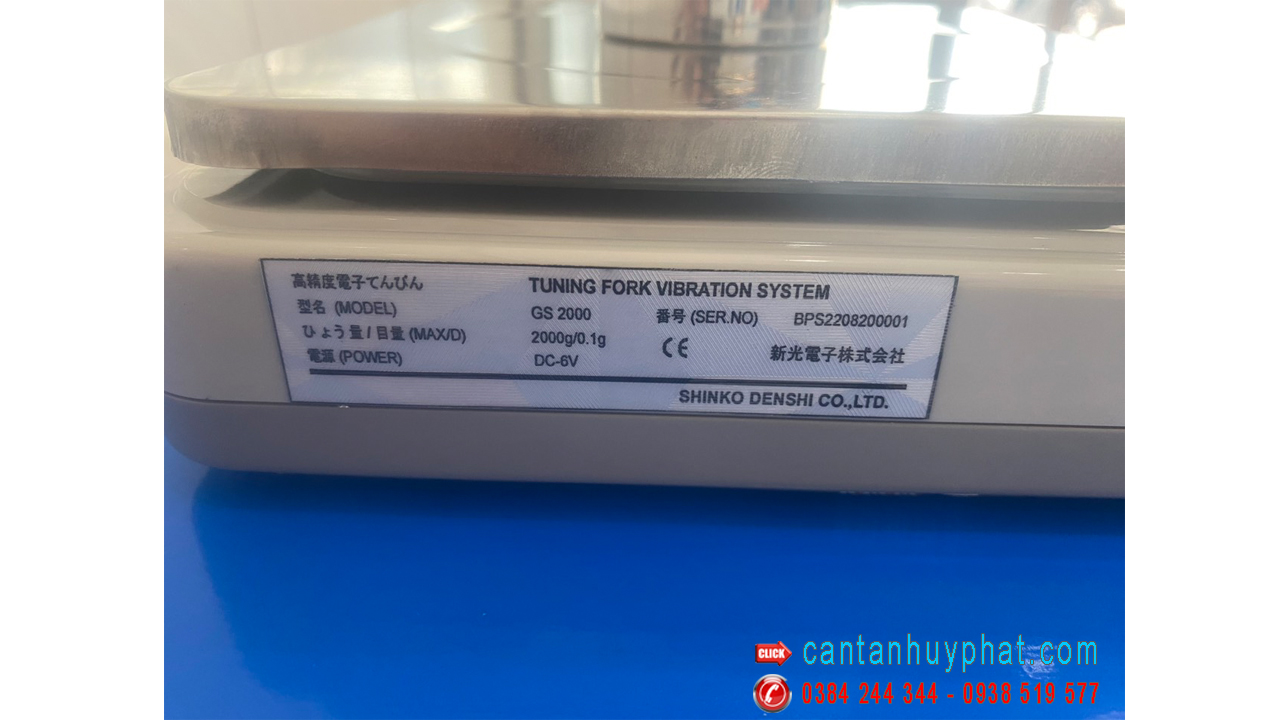 高精度電子てんびん TUNING FORK VIBRATION SYSTEM
型名 (MODEL) GS 2000 番号 (SER.NO) BPS2208200001
ひょう量 / 目量 (MAX/D) 2000g/0.1g CE 新光電子株式会社
電源 (POWER) DC-6V
SHINKO DENSHI CO.,LTD.
CLICK cantanhuyphat.com
0384 244 344 - 0938 519 577